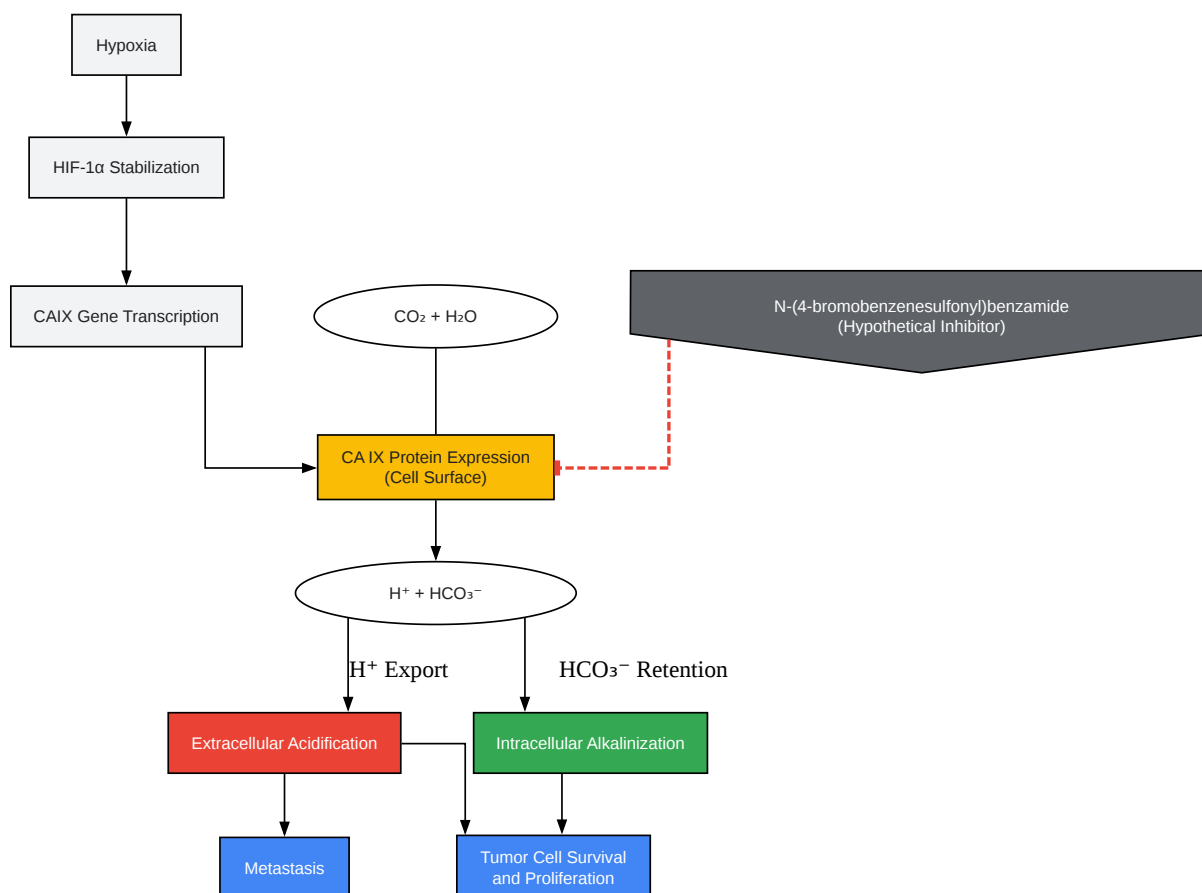 Hypoxia
HIF-1α Stabilization
CAIX Gene Transcription
CO₂ + H₂O
N-(4-bromobenzenesulfonyl)benzamide
(Hypothetical Inhibitor)
CA IX Protein Expression
(Cell Surface)
H⁺ + HCO₃⁻
H⁺ Export
HCO₃⁻ Retention
Extracellular Acidification
Intracellular Alkalinization
Metastasis
Tumor Cell Survival
and Proliferation